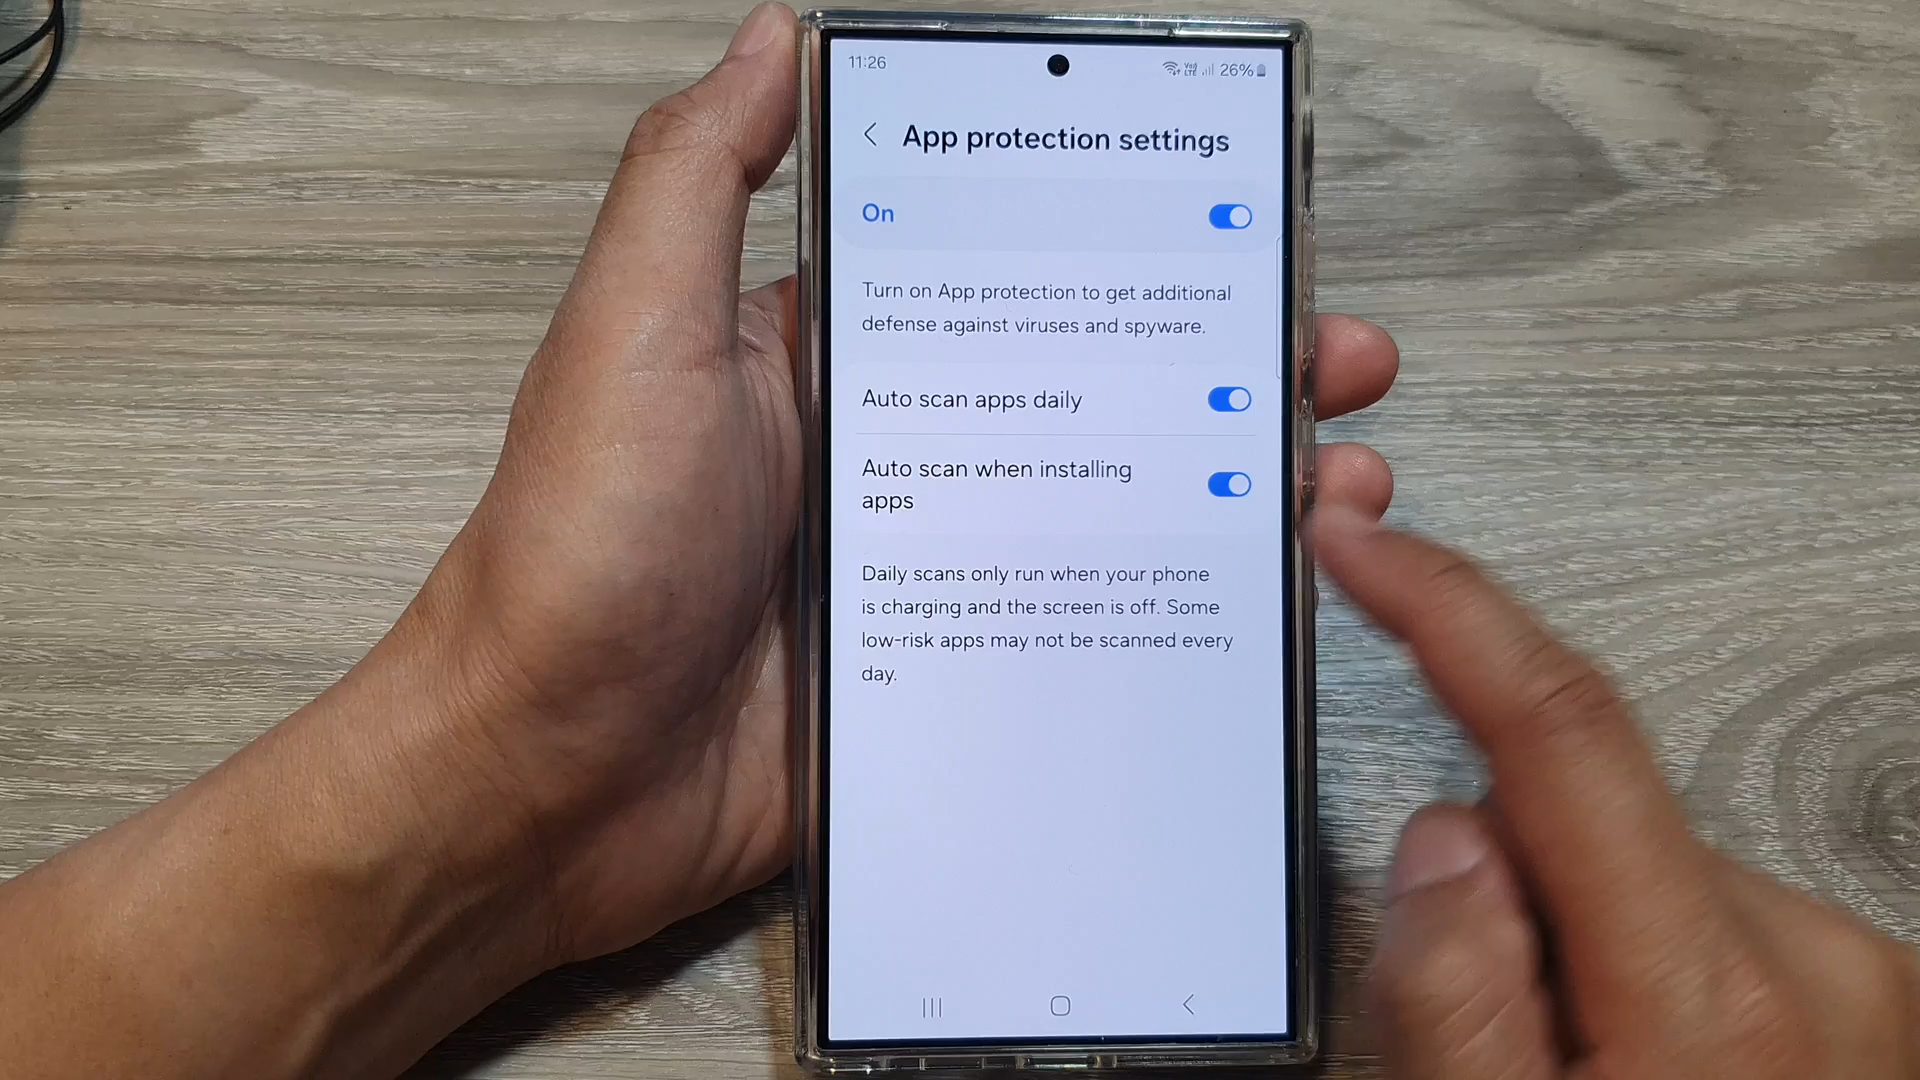 11:26
Vo)) LTE 26%
App protection settings
On
Turn on App protection to get additional
defense against viruses and spyware.
Auto scan apps daily
Auto scan when installing
apps
Daily scans only run when your phone
is charging and the screen is off. Some
low-risk apps may not be scanned every
day.